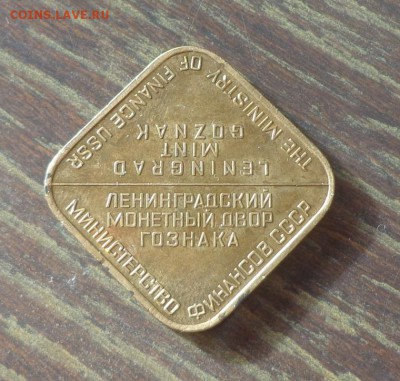 COINS.LAVE.RU
THE MINISTRY OF FINANCE USSR
LENINGRAD
MINT
GOZNAK
ЛЕНИНГРАДСКИЙ
МОНЕТНЫЙ ДВОР
ГОЗНАКА
МИНИСТЕРСТВО ФИНАНСОВ СССР